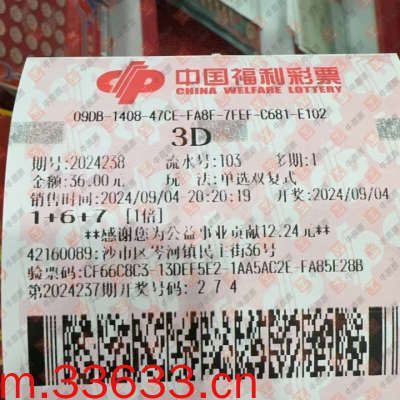 中国福利彩票
CHINA WELFARE LOTTERY
09DB-1408-47CE-FA8F-7FEF-C681-E102
3D
期号:2024238 流水号:103 多期:1
金额:36.00元 玩 法:单选双复式
销售时间:2024/09/04-20:20:19 开奖:2024/09/04
1+6+7 [1倍]
**感谢您为公益事业贡献12.24元**
42160089:沙市区岑河镇民主街36号
验票码:CF66C8C3-13DEF5E2-1AA5AC2E-FA85E28B
第2024237期开奖号码:2 7 4
m.33633.cn